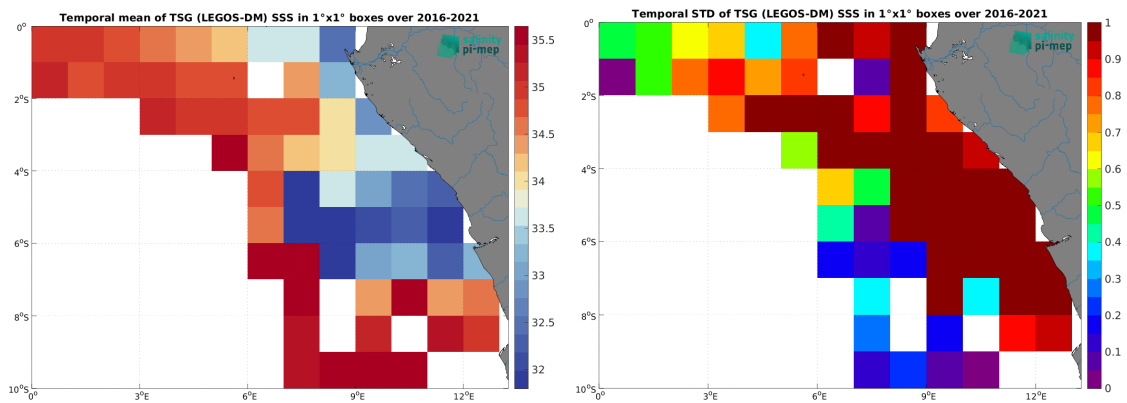 Temporal mean of TSG (LEGOS-DM) SSS in 1°x1° boxes over 2016-2021
salinity
pi-mep
0°
2°S
4°S
6°S
8°S
10°S
0°
3°E
6°E
9°E
12°E
35.5
35
34.5
34
33.5
33
32.5
32
Temporal STD of TSG (LEGOS-DM) SSS in 1°x1° boxes over 2016-2021
salinity
pi-mep
0°
2°S
4°S
6°S
8°S
10°S
0°
3°E
6°E
9°E
12°E
1
0.9
0.8
0.7
0.6
0.5
0.4
0.3
0.2
0.1
0